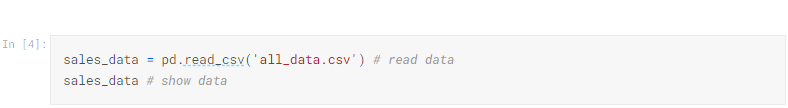 In [4]:
sales_data = pd.read_csv('all_data.csv') # read data
sales_data # show data